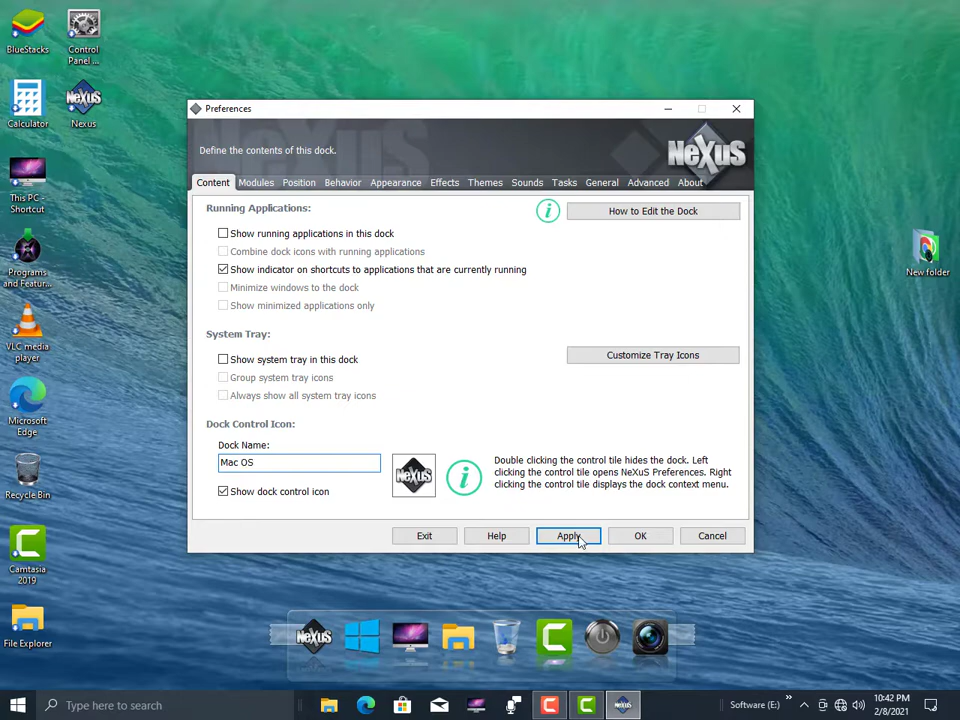 BlueStacks
Control
Panel ...
Calculator
NeXuS
Nexus
This PC -
Shortcut
Programs
and Featur...
VLC media
player
Microsoft
Edge
Recycle Bin
Camtasia
2019
File Explorer
New folder
Preferences
Define the contents of this dock.
NeXuS
Content Modules Position Behavior Appearance Effects Themes Sounds Tasks General Advanced About
Running Applications:
How to Edit the Dock
Show running applications in this dock
Combine dock icons with running applications
Show indicator on shortcuts to applications that are currently running
Minimize windows to the dock
Show minimized applications only
System Tray:
Show system tray in this dock
Customize Tray Icons
Group system tray icons
Always show all system tray icons
Dock Control Icon:
Dock Name:
Mac OS
Show dock control icon
NeXuS
Double clicking the control tile hides the dock. Left
clicking the control tile opens NeXuS Preferences. Right
clicking the control tile displays the dock context menu.
Exit Help Apply OK Cancel
NeXuS
Type here to search
Software (E:)
10:42 PM
2/8/2021